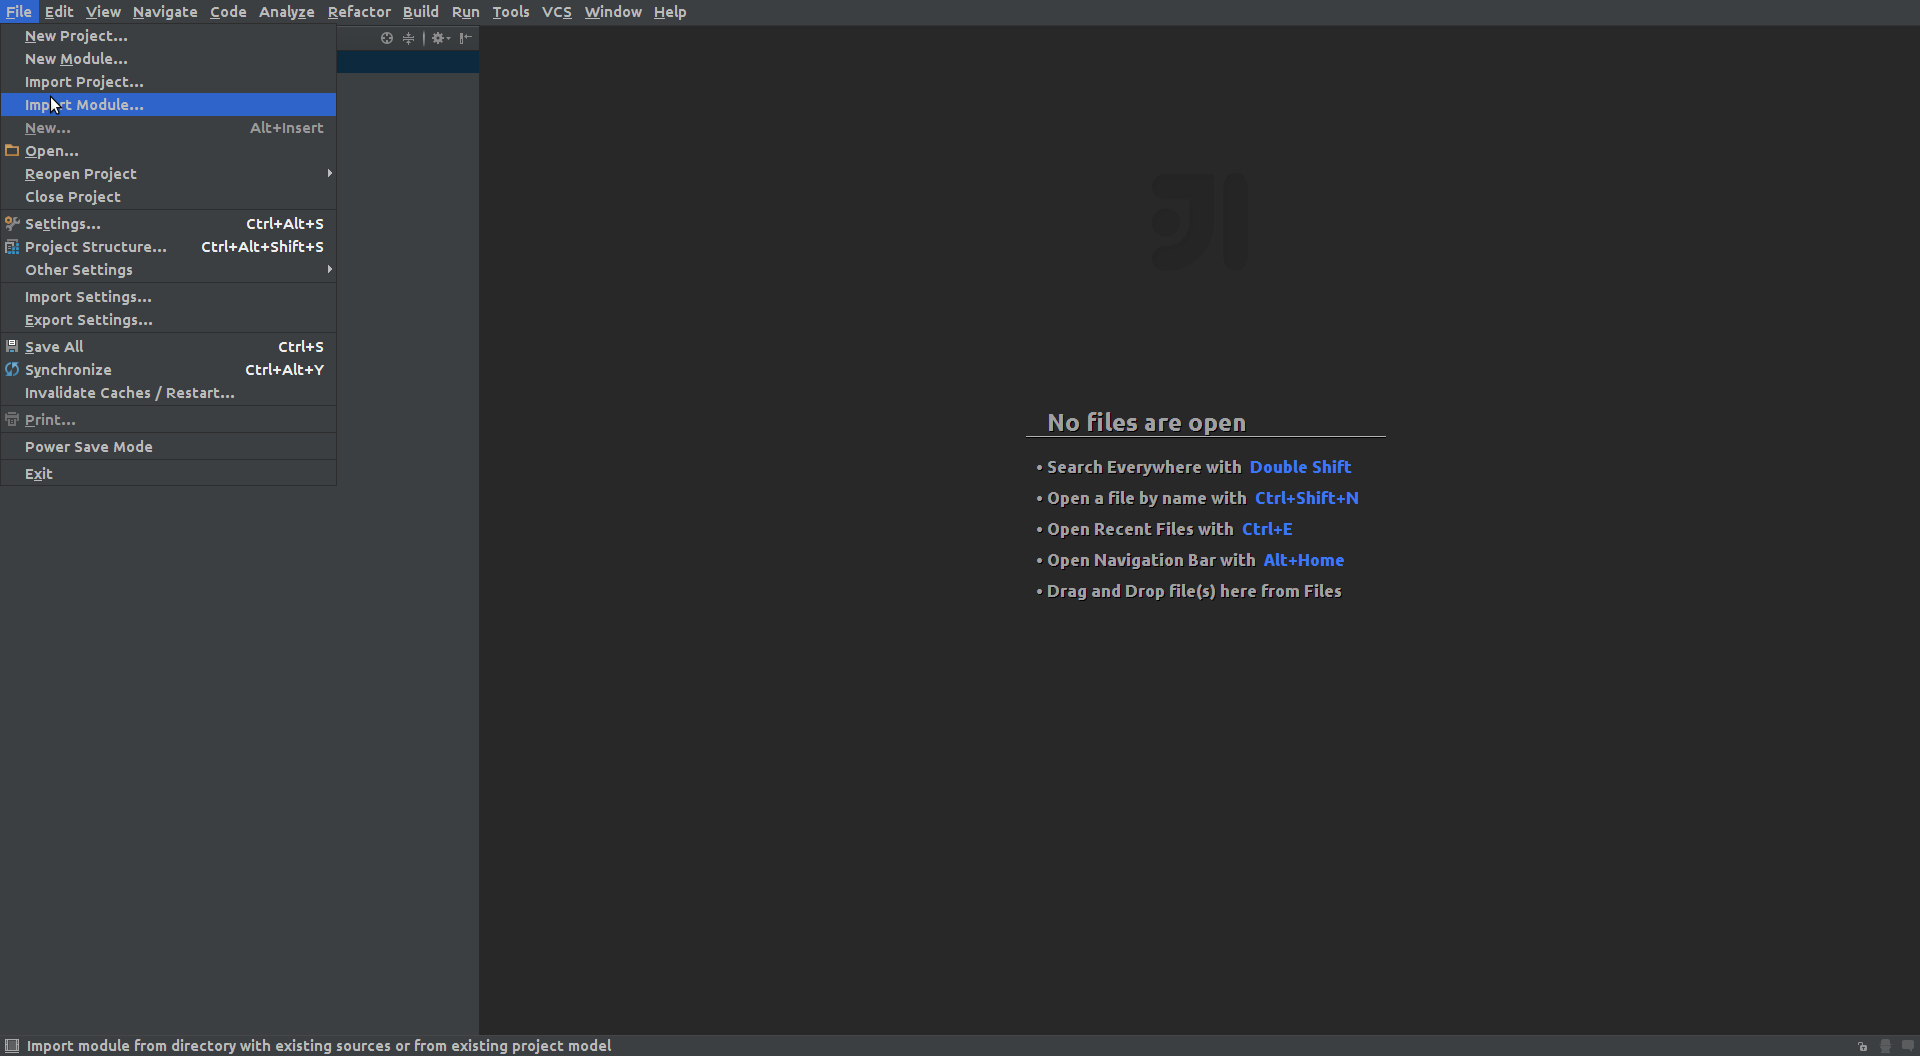 File Edit View Navigate Code Analyze Refactor Build Run Tools VCS Window Help
New Project...
New Module...
Import Project...
Import Module...
New... Alt+Insert
Open...
Reopen Project
Close Project
Settings... Ctrl+Alt+S
Project Structure... Ctrl+Alt+Shift+S
Other Settings
Import Settings...
Export Settings...
Save All Ctrl+S
Synchronize Ctrl+Alt+Y
Invalidate Caches / Restart...
Print...
Power Save Mode
Exit
No files are open
• Search Everywhere with Double Shift
• Open a file by name with Ctrl+Shift+N
• Open Recent Files with Ctrl+E
• Open Navigation Bar with Alt+Home
• Drag and Drop file(s) here from Files
Import module from directory with existing sources or from existing project model